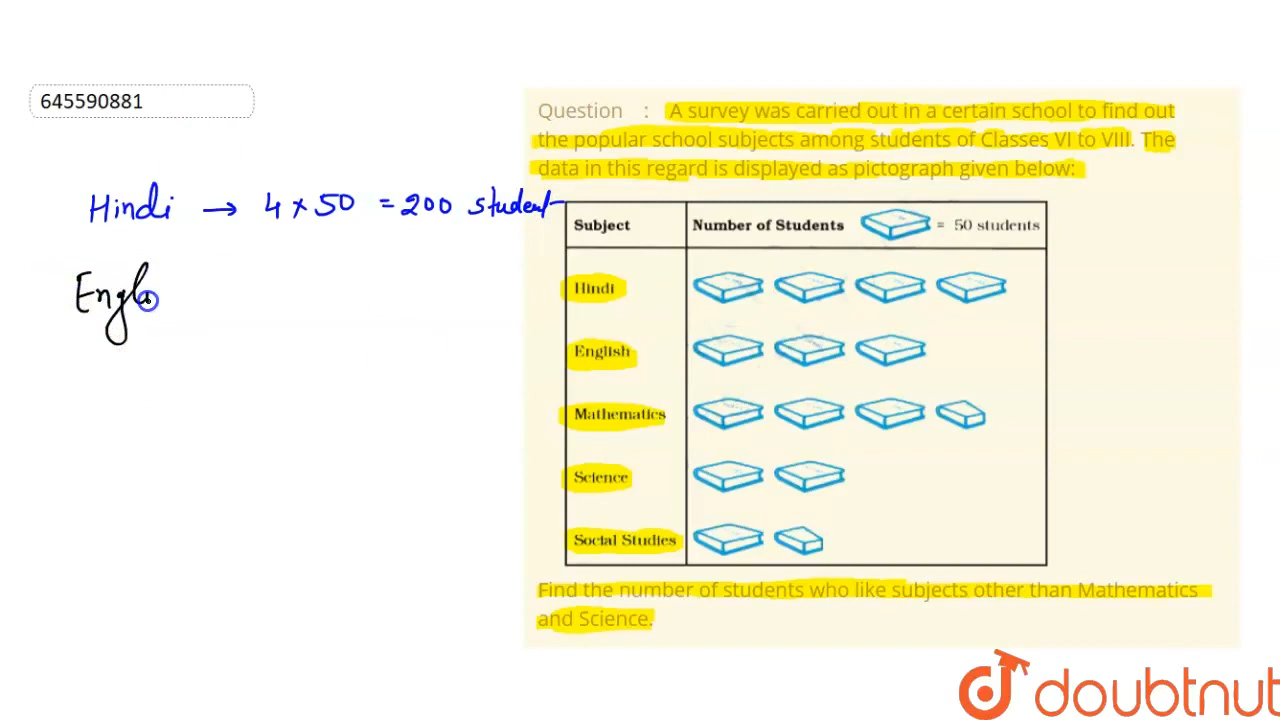 645590881
Question : A survey was carried out in a certain school to find out
the popular school subjects among students of Classes VI to VIII. The
data in this regard is displayed as pictograph given below:
Hindi → 4 × 50 = 200 student
Engli
Subject Number of Students = 50 students
Hindi
English
Mathematics
Science
Social Studies
Find the number of students who like subjects other than Mathematics
and Science.
doubtnut